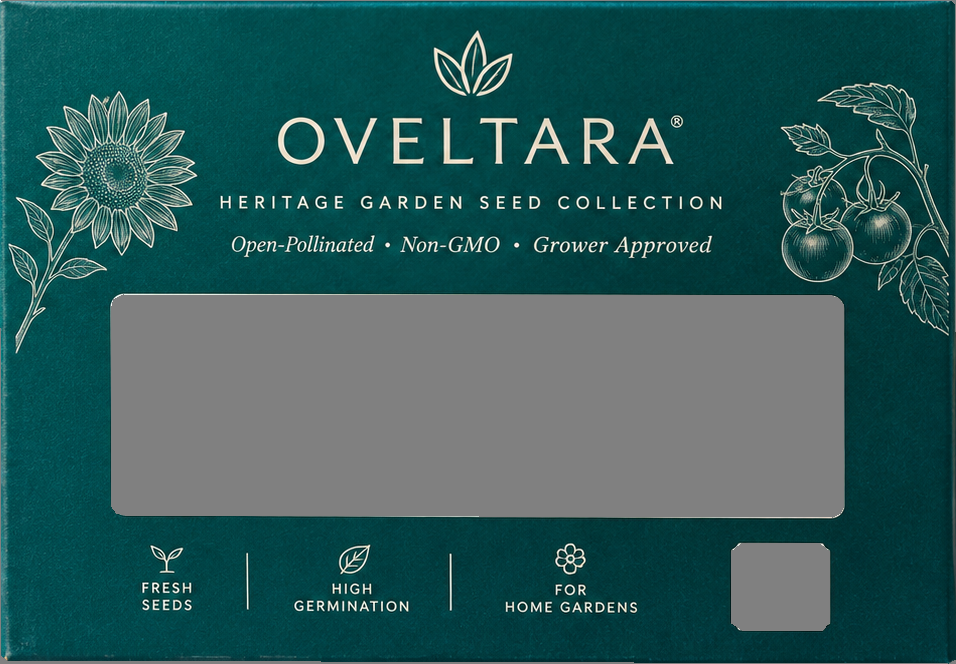 OVELTARA®
HERITAGE GARDEN SEED COLLECTION
Open-Pollinated • Non-GMO • Grower Approved
FRESH
SEEDS
HIGH
GERMINATION
FOR
HOME GARDENS